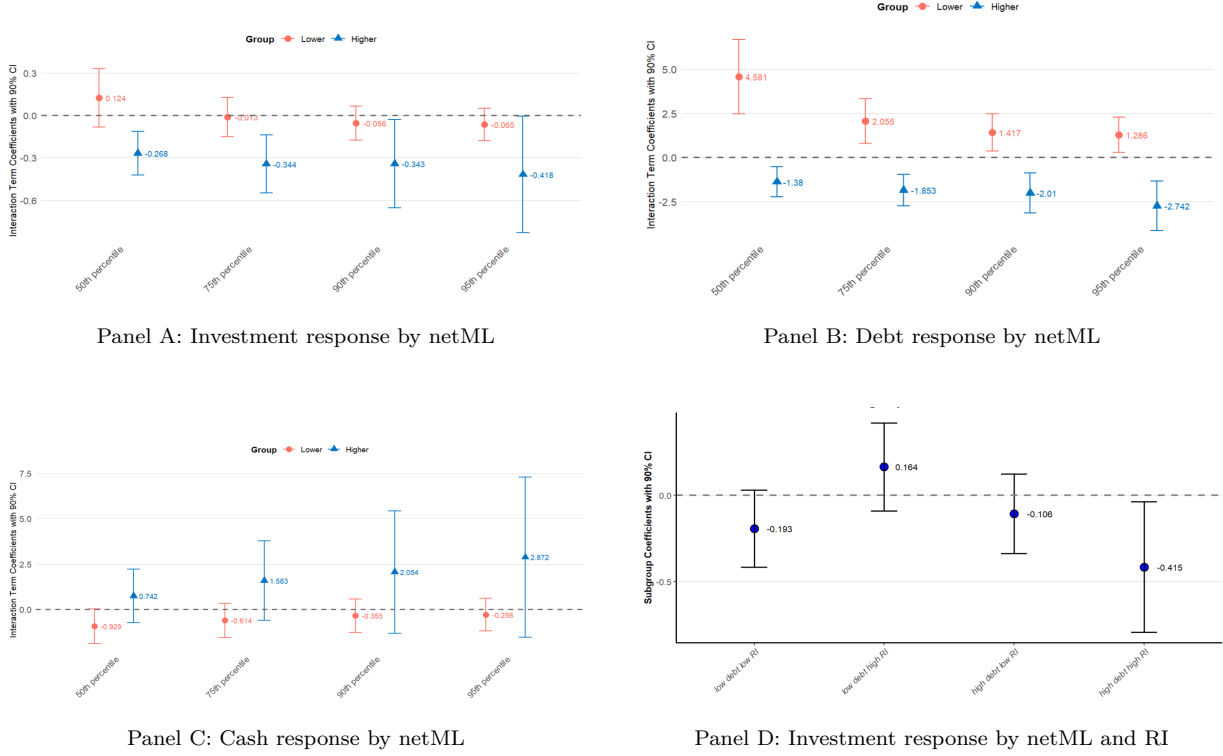 Group Lower Higher
Interaction Term Coefficients with 90% CI
0.3
0.0
-0.3
-0.6
0.124
-0.013
-0.056
-0.065
-0.268
-0.344
-0.343
-0.418
50th percentile
75th percentile
90th percentile
95th percentile
Panel A: Investment response by netML
Group Lower Higher
Interaction Term Coefficients with 90% CI
5.0
2.5
0.0
-2.5
4.581
2.055
1.417
1.286
-1.38
-1.853
-2.01
-2.742
50th percentile
75th percentile
90th percentile
95th percentile
Panel B: Debt response by netML
Group Lower Higher
Interaction Term Coefficients with 90% CI
7.5
5.0
2.5
0.0
0.742
1.583
2.054
2.872
-0.929
-0.614
-0.355
-0.298
50th percentile
75th percentile
90th percentile
95th percentile
Panel C: Cash response by netML
Subgroup Coefficients with 90% CI
0.0
-0.5
-0.193
0.164
-0.106
-0.415
low debt low RI
low debt high RI
high debt low RI
high debt high RI
Panel D: Investment response by netML and RI